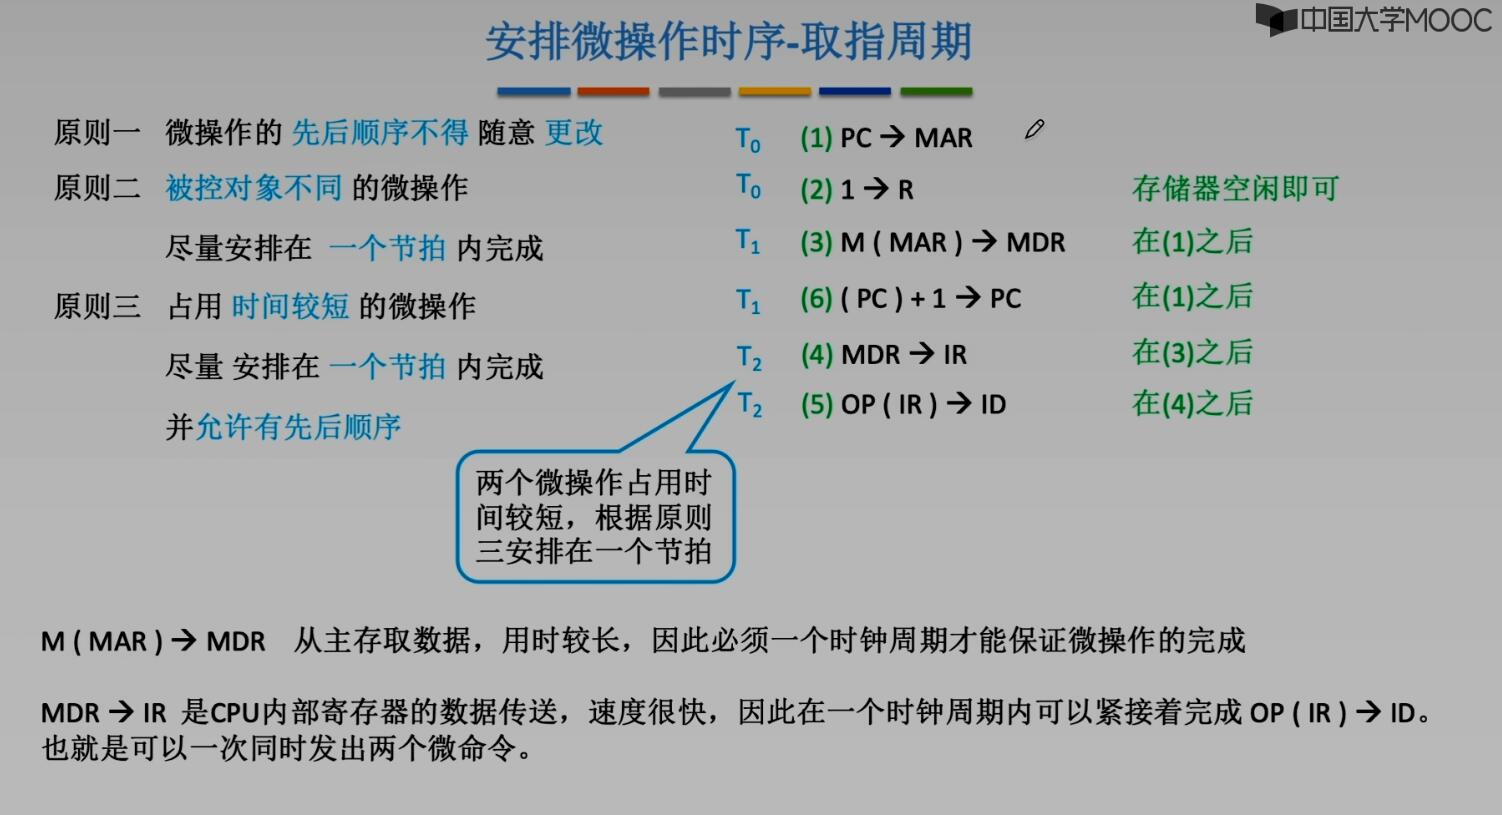 中国大学MOOC
安排微操作时序-取指周期
原则一 微操作的 先后顺序不得 随意 更改
原则二 被控对象不同 的微操作
尽量安排在 一个节拍 内完成
原则三 占用 时间较短 的微操作
尽量 安排在 一个节拍 内完成
并允许有先后顺序
T0 (1) PC → MAR
T0 (2) 1 → R 存储器空闲即可
T1 (3) M ( MAR ) → MDR 在(1)之后
T1 (6) ( PC ) + 1 → PC 在(1)之后
T2 (4) MDR → IR 在(3)之后
T2 (5) OP ( IR ) → ID 在(4)之后
两个微操作占用时
间较短，根据原则
三安排在一个节拍
M ( MAR ) → MDR 从主存取数据，用时较长，因此必须一个时钟周期才能保证微操作的完成
MDR → IR 是CPU内部寄存器的数据传送，速度很快，因此在一个时钟周期内可以紧接着完成 OP ( IR ) → ID。
也就是可以一次同时发出两个微命令。